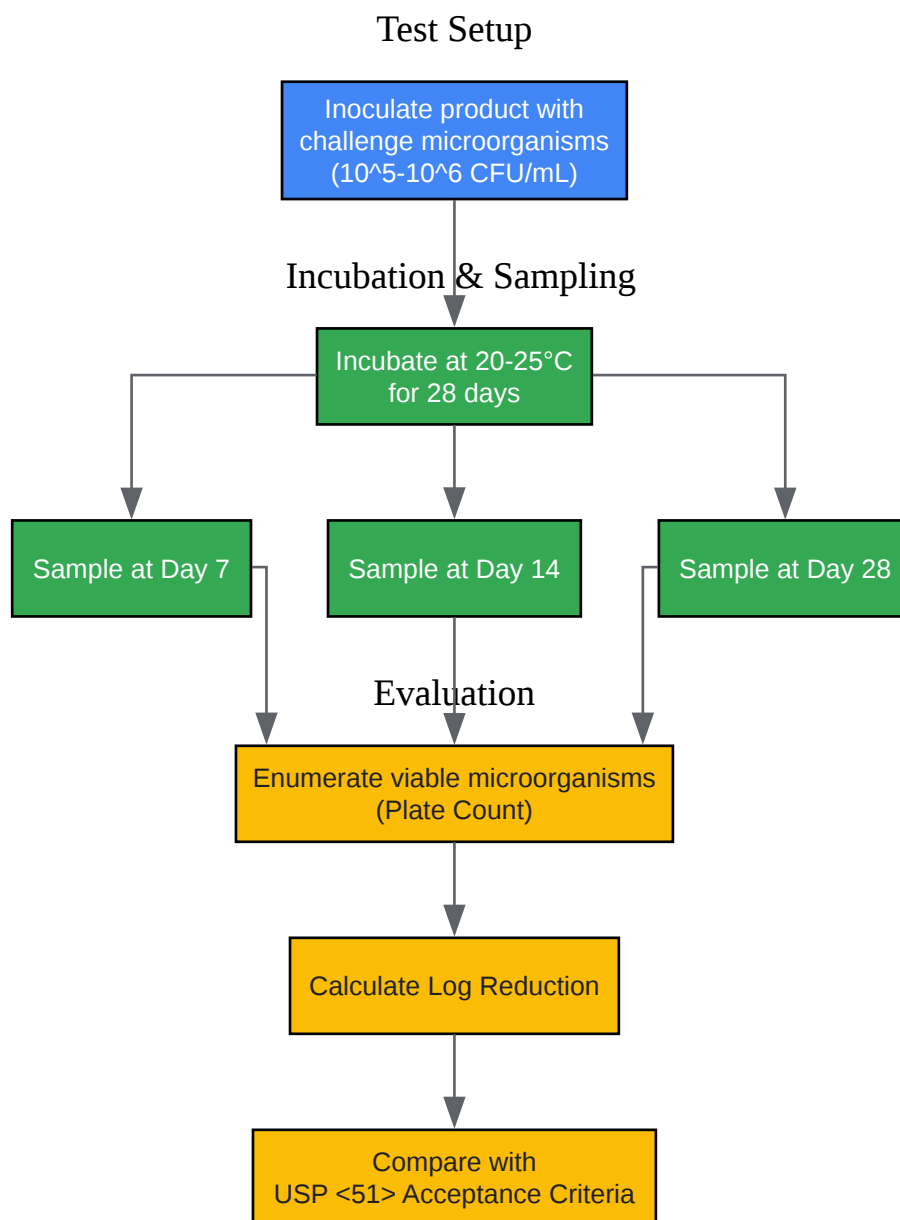 Test Setup
Inoculate product with
challenge microorganisms
(10^5-10^6 CFU/mL)
Incubation & Sampling
Incubate at 20-25°C
for 28 days
Sample at Day 7
Sample at Day 14
Sample at Day 28
Evaluation
Enumerate viable microorganisms
(Plate Count)
Calculate Log Reduction
Compare with
USP <51> Acceptance Criteria